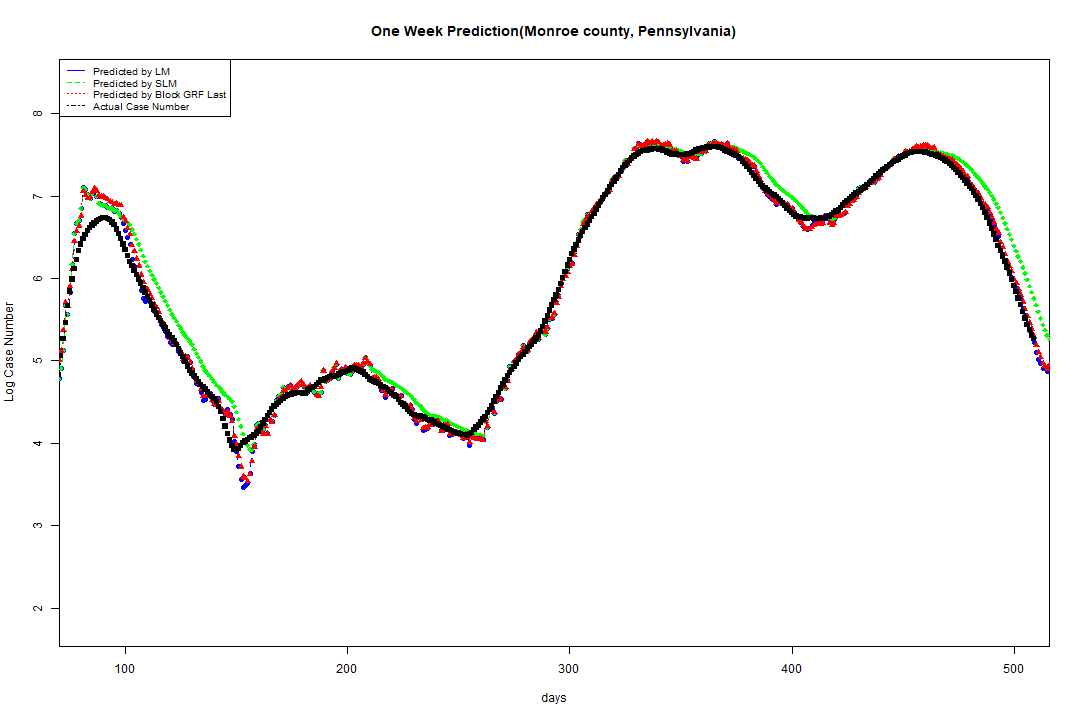 One Week Prediction(Monroe county, Pennsylvania)
Predicted by LM
Predicted by SLM
Predicted by Block GRF Last
Actual Case Number
8
7
6
5
4
3
2
Log Case Number
100 200 300 400 500
days